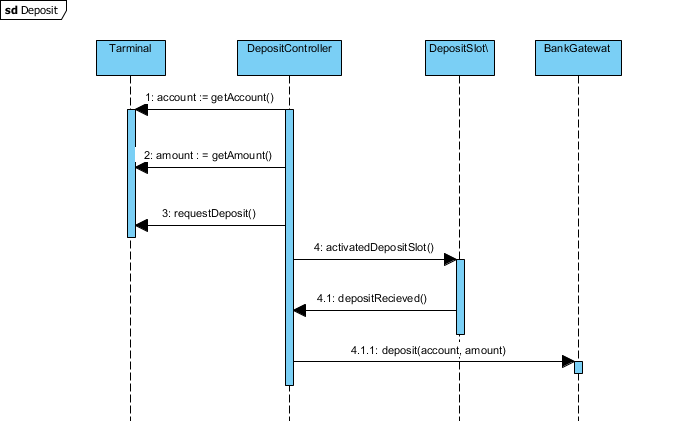 sd Deposit
Tarminal
DepositController
DepositSlot\
BankGatewat
1: account := getAccount()
2: amount : = getAmount()
3: requestDeposit()
4: activatedDepositSlot()
4.1: depositRecieved()
4.1.1: deposit(account, amount)